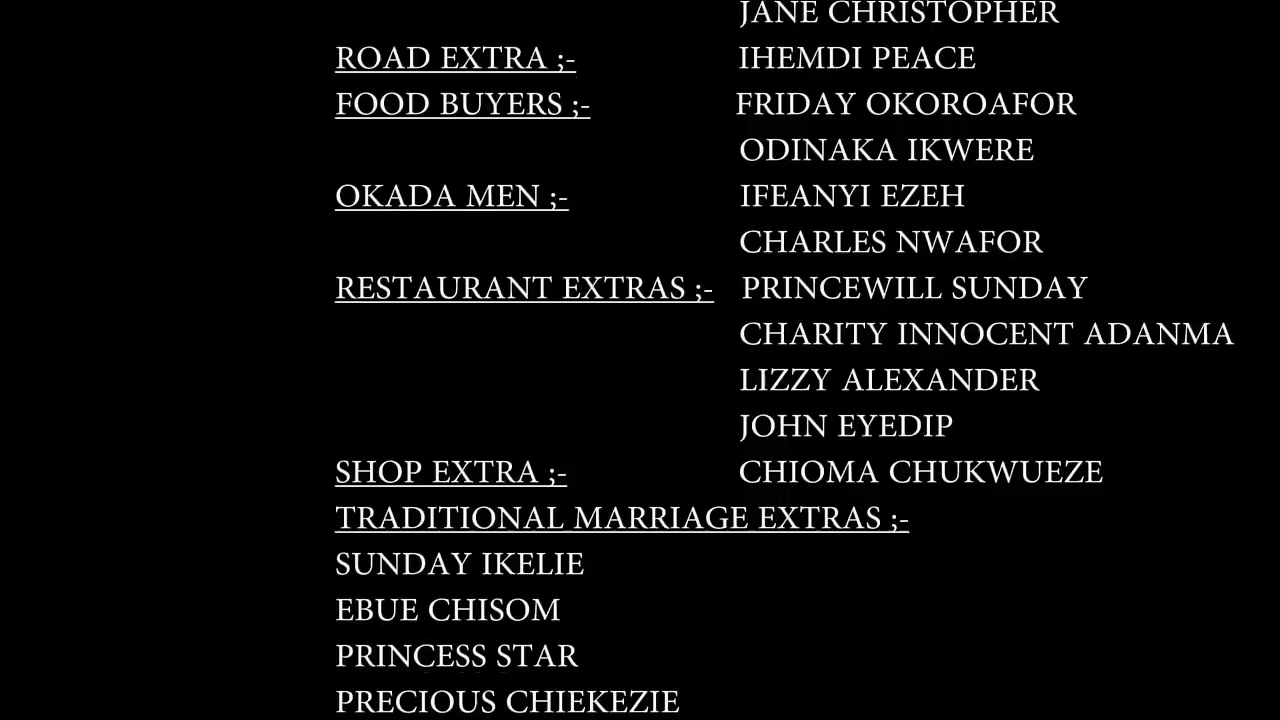 JANE CHRISTOPHER
ROAD EXTRA ;- IHEMDI PEACE
FOOD BUYERS ;- FRIDAY OKOROAFOR
ODINAKA IKWERE
OKADA MEN ;- IFEANYI EZEH
CHARLES NWAFOR
RESTAURANT EXTRAS ;- PRINCEWILL SUNDAY
CHARITY INNOCENT ADANMA
LIZZY ALEXANDER
JOHN EYEDIP
SHOP EXTRA ;- CHIOMA CHUKWUEZE
TRADITIONAL MARRIAGE EXTRAS ;-
SUNDAY IKELIE
EBUE CHISOM
PRINCESS STAR
PRECIOUS CHIEKEZIE